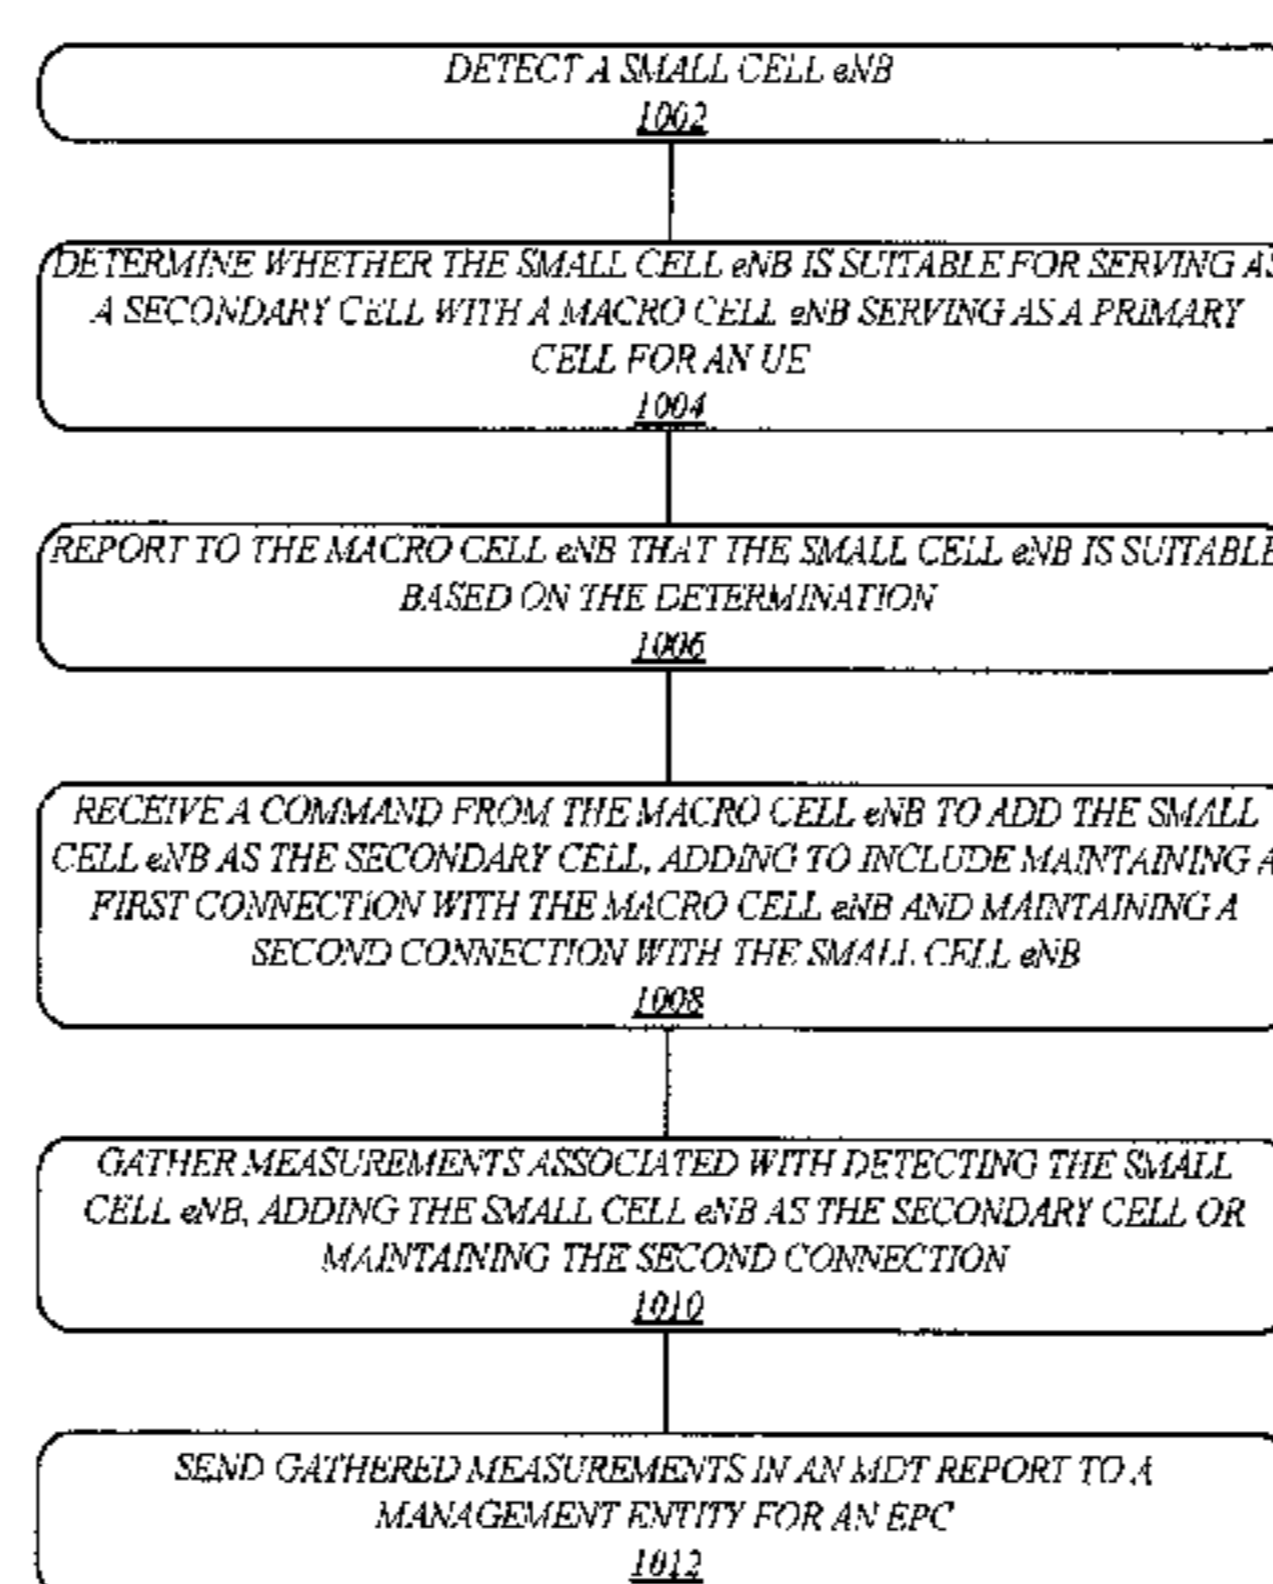 DETECT A SMALL CELL eNB
1002
DETERMINE WHETHER THE SMALL CELL eNB IS SUITABLE FOR SERVING AS
A SECONDARY CELL WITH A MACRO CELL eNB SERVING AS A PRIMARY
CELL FOR AN UE
1004
REPORT TO THE MACRO CELL eNB THAT THE SMALL CELL eNB IS SUITABLE
BASED ON THE DETERMINATION
1006
RECEIVE A COMMAND FROM THE MACRO CELL eNB TO ADD THE SMALL
CELL eNB AS THE SECONDARY CELL, ADDING TO INCLUDE MAINTAINING A
FIRST CONNECTION WITH THE MACRO CELL eNB AND MAINTAINING A
SECOND CONNECTION WITH THE SMALL CELL eNB
1008
GATHER MEASUREMENTS ASSOCIATED WITH DETECTING THE SMALL
CELL eNB, ADDING THE SMALL CELL eNB AS THE SECONDARY CELL OR
MAINTAINING THE SECOND CONNECTION
1010
SEND GATHERED MEASUREMENTS IN AN MDT REPORT TO A
MANAGEMENT ENTITY FOR AN EPC
1012